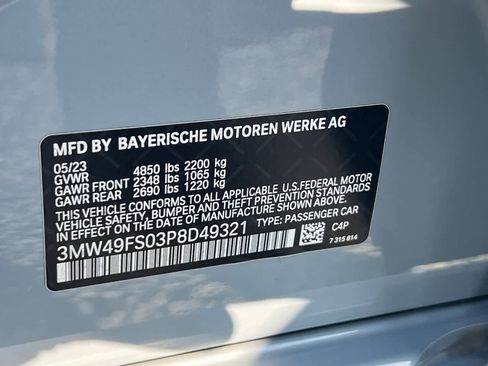 MFD BY BAYERISCHE MOTOREN WERKE AG
05/23
GVWR 4850 lbs 2200 kg
GAWR FRONT 2348 lbs 1065 kg
GAWR REAR 2690 lbs 1220 kg
THIS VEHICLE CONFORMS TO ALL APPLICABLE U.S.FEDERAL MOTOR
VEHICLE SAFETY, BUMPER, AND THEFT PREVENTION STANDARDS
IN EFFECT ON THE DATE OF MANUFACTURE SHOWN ABOVE.
3MW49FS03P8D49321 TYPE: PASSENGER CAR
C4P
7 315 814